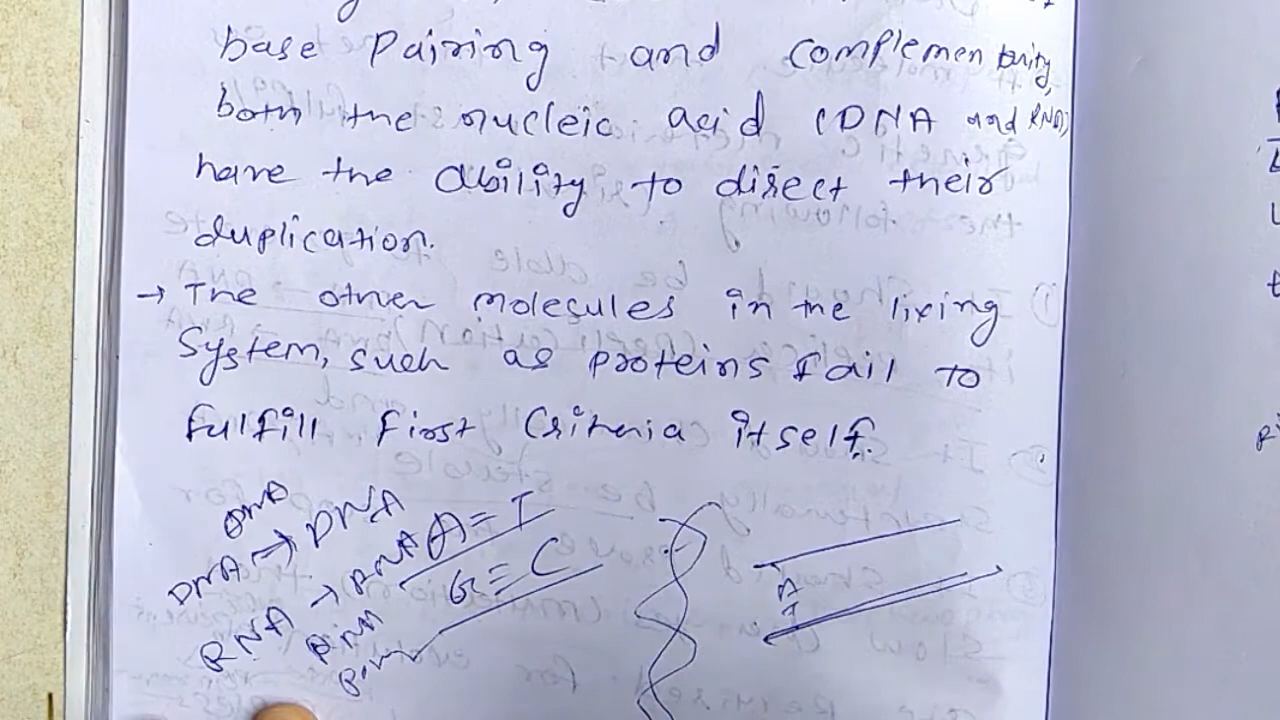 base Pairing and complementarity,
both the nucleic acid (DNA and RNA)
have the ability to direct their
duplication.
→ The other molecules in the living
System, such as proteins fail to
fulfill first Criteria itself.
DNA
DNA → DNA
RNA → RNA
RNA
A = T
G ≡ C
A